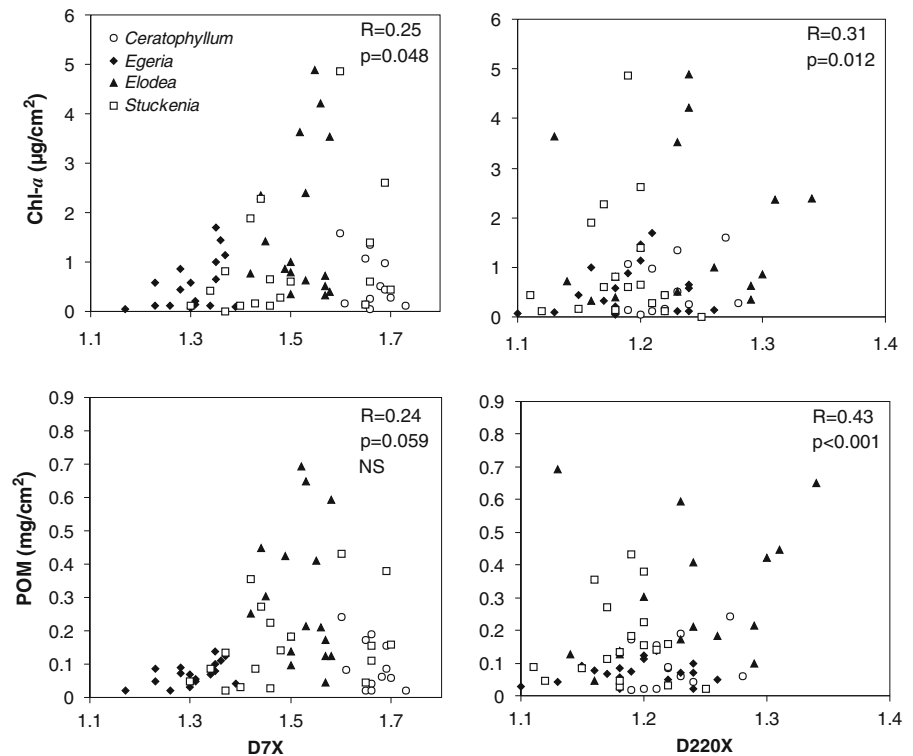 6
5
4
3
2
1
0
Chl-a (µg/cm²)
Ceratophyllum
Egeria
Elodea
Stuckenia
R=0.25
p=0.048
1.1
1.3
1.5
1.7
6
5
4
3
2
1
0
R=0.31
p=0.012
1.1
1.2
1.3
1.4
0.9
0.8
0.7
0.6
0.5
0.4
0.3
0.2
0.1
0
POM (mg/cm²)
R=0.24
p=0.059
NS
1.1
1.3
1.5
1.7
D7X
0.9
0.8
0.7
0.6
0.5
0.4
0.3
0.2
0.1
0
R=0.43
p<0.001
1.1
1.2
1.3
1.4
D220X